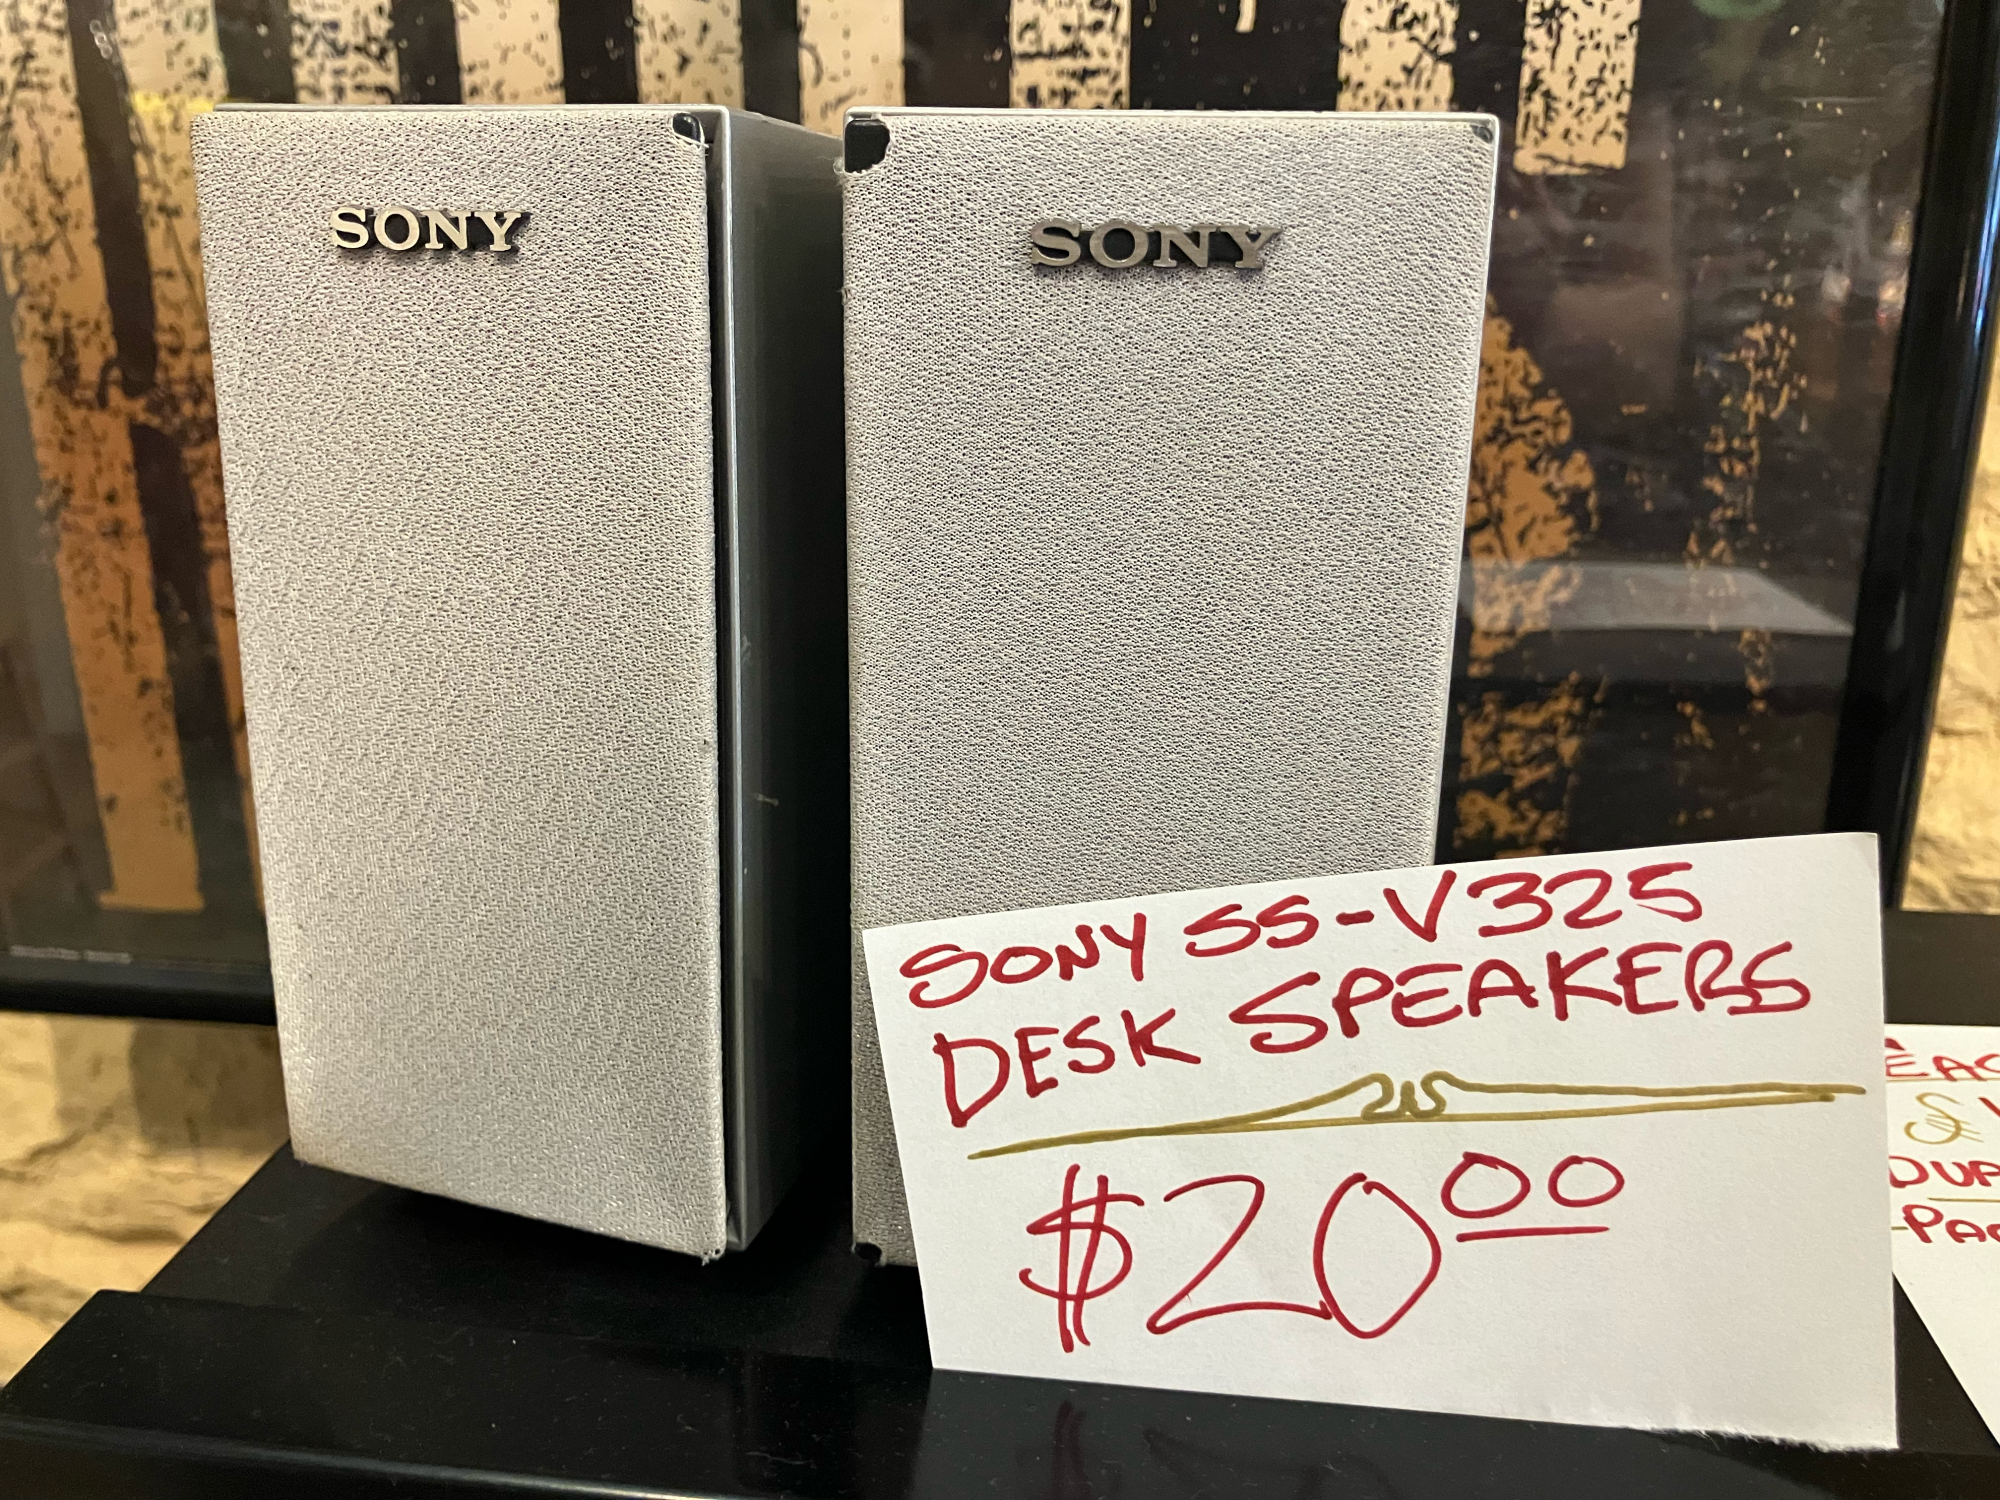 SONY
SONY
SONY SS-V325
DESK SPEAKERS
$20.00